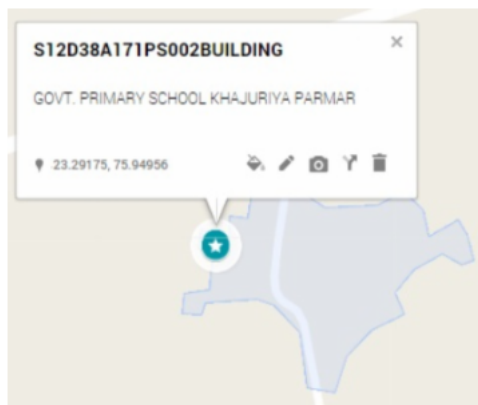 S12D38A171PS002BUILDING
GOVT. PRIMARY SCHOOL KHAJURIYA PARMAR
23.29175, 75.94956